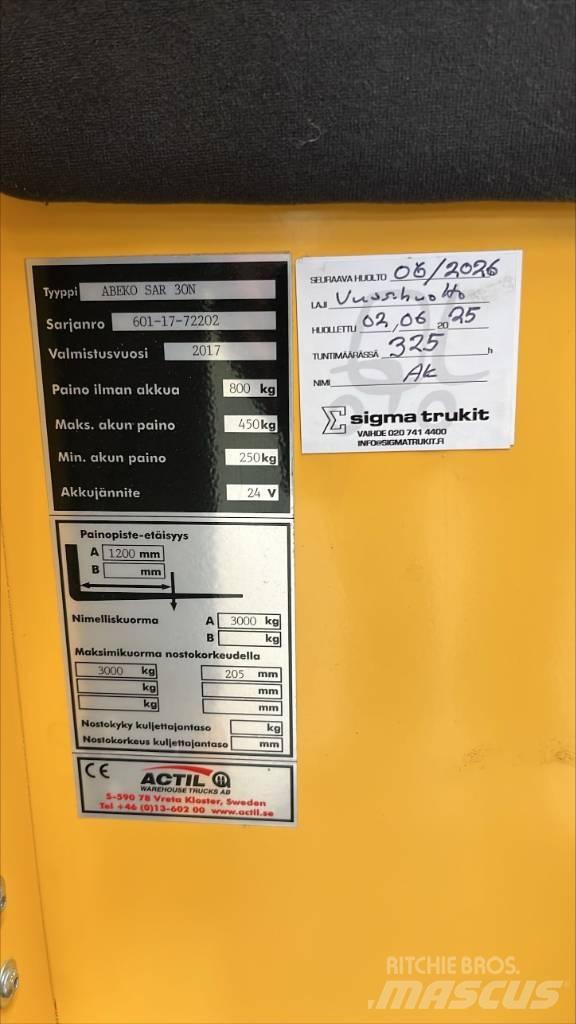 Tyyppi ABEKO SAR 30N
Sarjanro 601-17-72202
Valmistusvuosi 2017
Paino ilman akkua 800 kg
Maks. akun paino 450 kg
Min. akun paino 250 kg
Akkujännite 24 V
SEURAAVA HUOLTO 06/2026
LAJI Vuosihuolto
HUOLLETTU 02,06 2025
TUNTIMÄÄRÄSSÄ 325 h
NIMI AK
Σ sigma trukit
VAIHDE 020 741 4400
INFO@SIGMATRUKIT.FI
Painopiste-etäisyys
A 1200 mm
B mm
Nimelliskuorma A 3000 kg
B kg
Maksimikuorma nostokorkeudella
3000 kg 205 mm
kg mm
kg mm
Nostokyky kuljettajantaso kg
Nostokorkeus kuljettajantaso mm
CE ACTIL
WAREHOUSE TRUCKS AB
S-590 78 Vreta Kloster, Sweden
Tel +46 (0)13-602 00 www.actil.se
RITCHIE BROS.
MASCUS